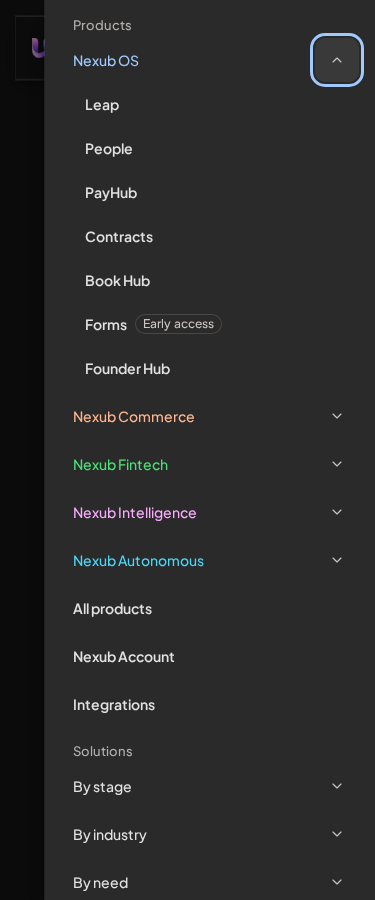 Products
Nexub OS
Leap
People
PayHub
Contracts
Book Hub
Forms Early access
Founder Hub
Nexub Commerce
Nexub Fintech
Nexub Intelligence
Nexub Autonomous
All products
Nexub Account
Integrations
Solutions
By stage
By industry
By need